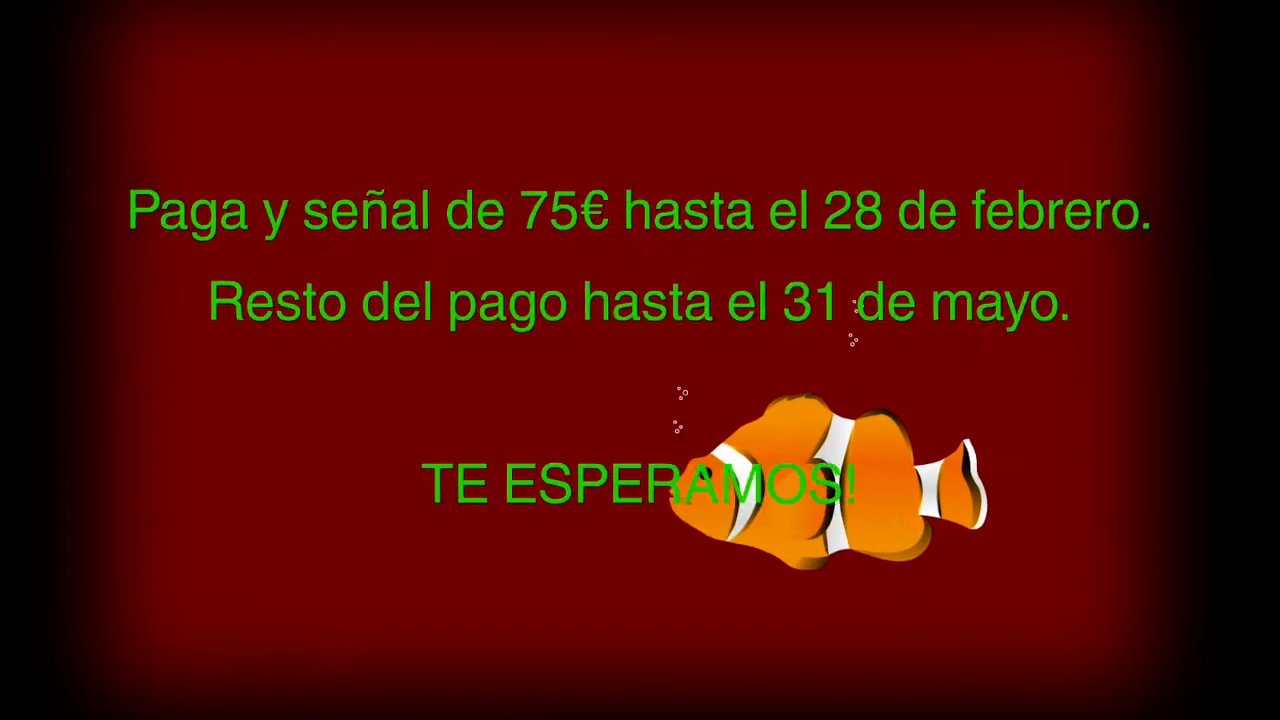 Paga y señal de 75€ hasta el 28 de febrero.
Resto del pago hasta el 31 de mayo.
TE ESPERAMOS!